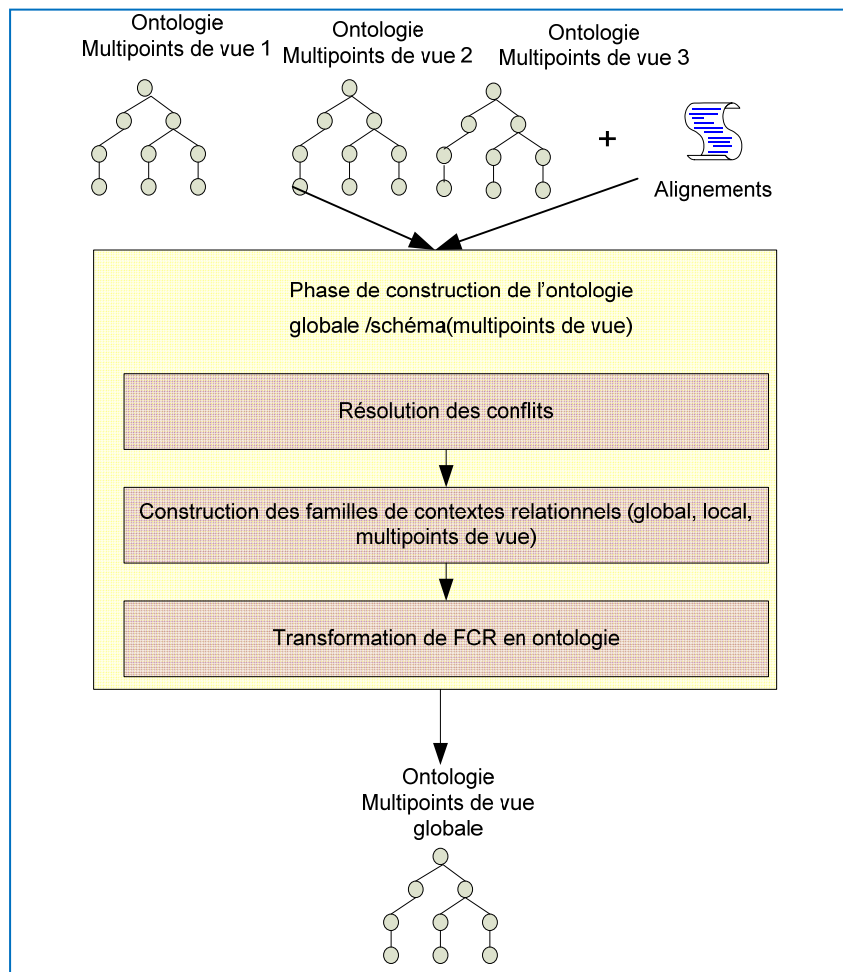 Ontologie
Multipoints de vue 1
Ontologie
Multipoints de vue 2
Ontologie
Multipoints de vue 3
+
Alignements
Phase de construction de l'ontologie
globale /schéma(multipoints de vue)
Résolution des conflits
Construction des familles de contextes relationnels (global, local,
multipoints de vue)
Transformation de FCR en ontologie
Ontologie
Multipoints de vue
globale